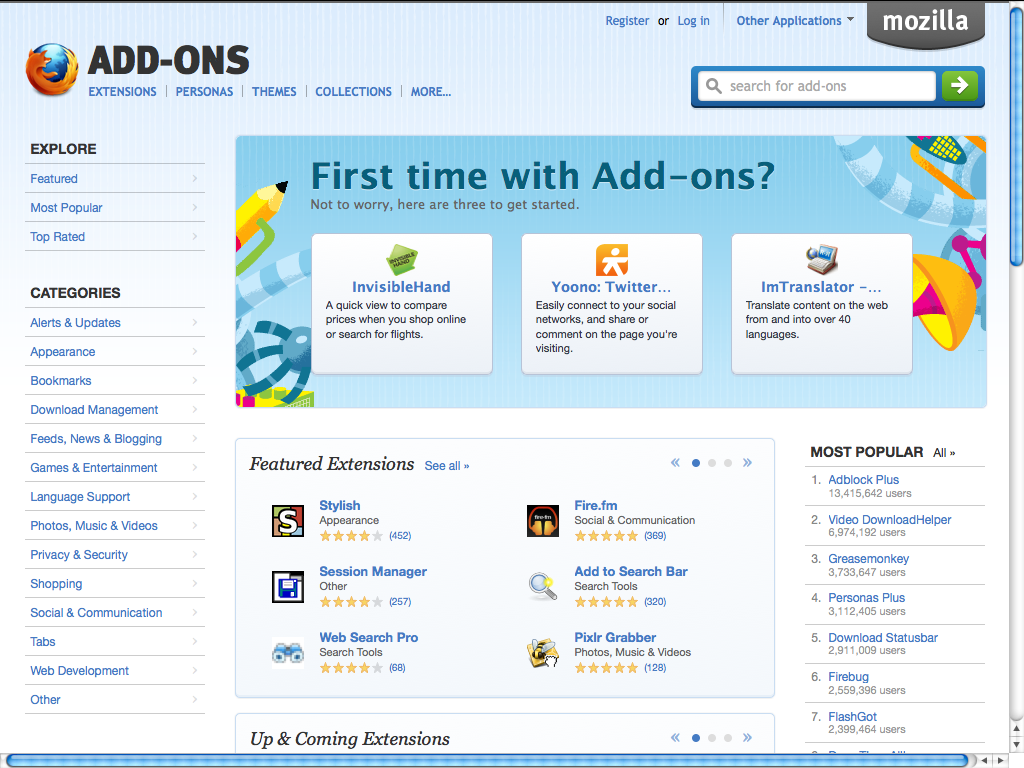 Register or Log in
Other Applications
mozilla
ADD-ONS
EXTENSIONS
PERSONAS
THEMES
COLLECTIONS
MORE...
search for add-ons
EXPLORE
Featured
Most Popular
Top Rated
CATEGORIES
Alerts & Updates
Appearance
Bookmarks
Download Management
Feeds, News & Blogging
Games & Entertainment
Language Support
Photos, Music & Videos
Privacy & Security
Shopping
Social & Communication
Tabs
Web Development
Other
First time with Add-ons?
Not to worry, here are three to get started.
INVISIBLE
HAND
InvisibleHand
A quick view to compare
prices when you shop online
or search for flights.
Yoono: Twitter...
Easily connect to your social
networks, and share or
comment on the page you're
visiting.
ImTranslator -...
Translate content on the web
from and into over 40
languages.
Featured Extensions See all »
Stylish
Appearance
(452)
Fire.fm
Social & Communication
(369)
Session Manager
Other
(257)
Add to Search Bar
Search Tools
(320)
Web Search Pro
Search Tools
(68)
Pixlr Grabber
Photos, Music & Videos
(128)
Up & Coming Extensions
MOST POPULAR All »
1. Adblock Plus
13,415,642 users
2. Video DownloadHelper
6,974,192 users
3. Greasemonkey
3,733,647 users
4. Personas Plus
3,112,405 users
5. Download Statusbar
2,911,009 users
6. Firebug
2,559,396 users
7. FlashGot
2,399,464 users